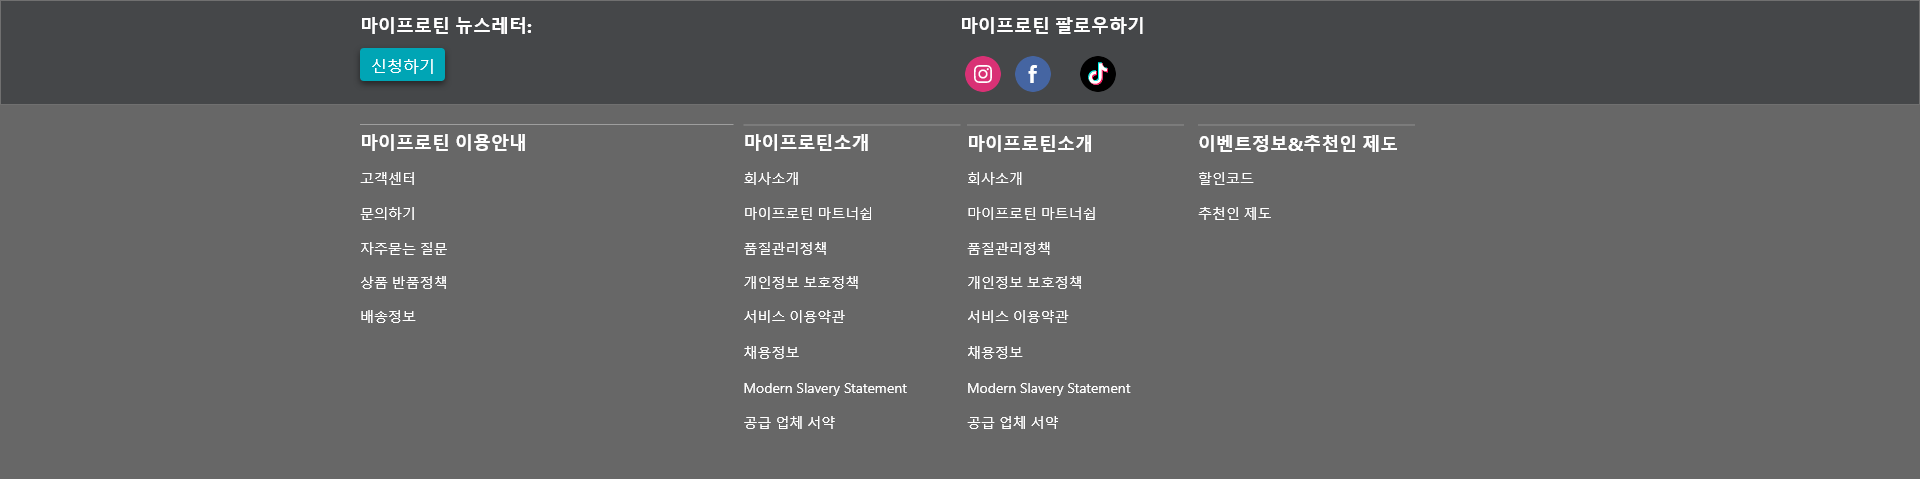 마이프로틴 뉴스레터:
신청하기
마이프로틴 팔로우하기
마이프로틴 이용안내
고객센터
문의하기
자주묻는 질문
상품 반품정책
배송정보
마이프로틴소개
회사소개
마이프로틴 마트너쉽
품질관리정책
개인정보 보호정책
서비스 이용약관
채용정보
Modern Slavery Statement
공급 업체 서약
마이프로틴소개
회사소개
마이프로틴 마트너쉽
품질관리정책
개인정보 보호정책
서비스 이용약관
채용정보
Modern Slavery Statement
공급 업체 서약
이벤트정보&추천인 제도
할인코드
추천인 제도